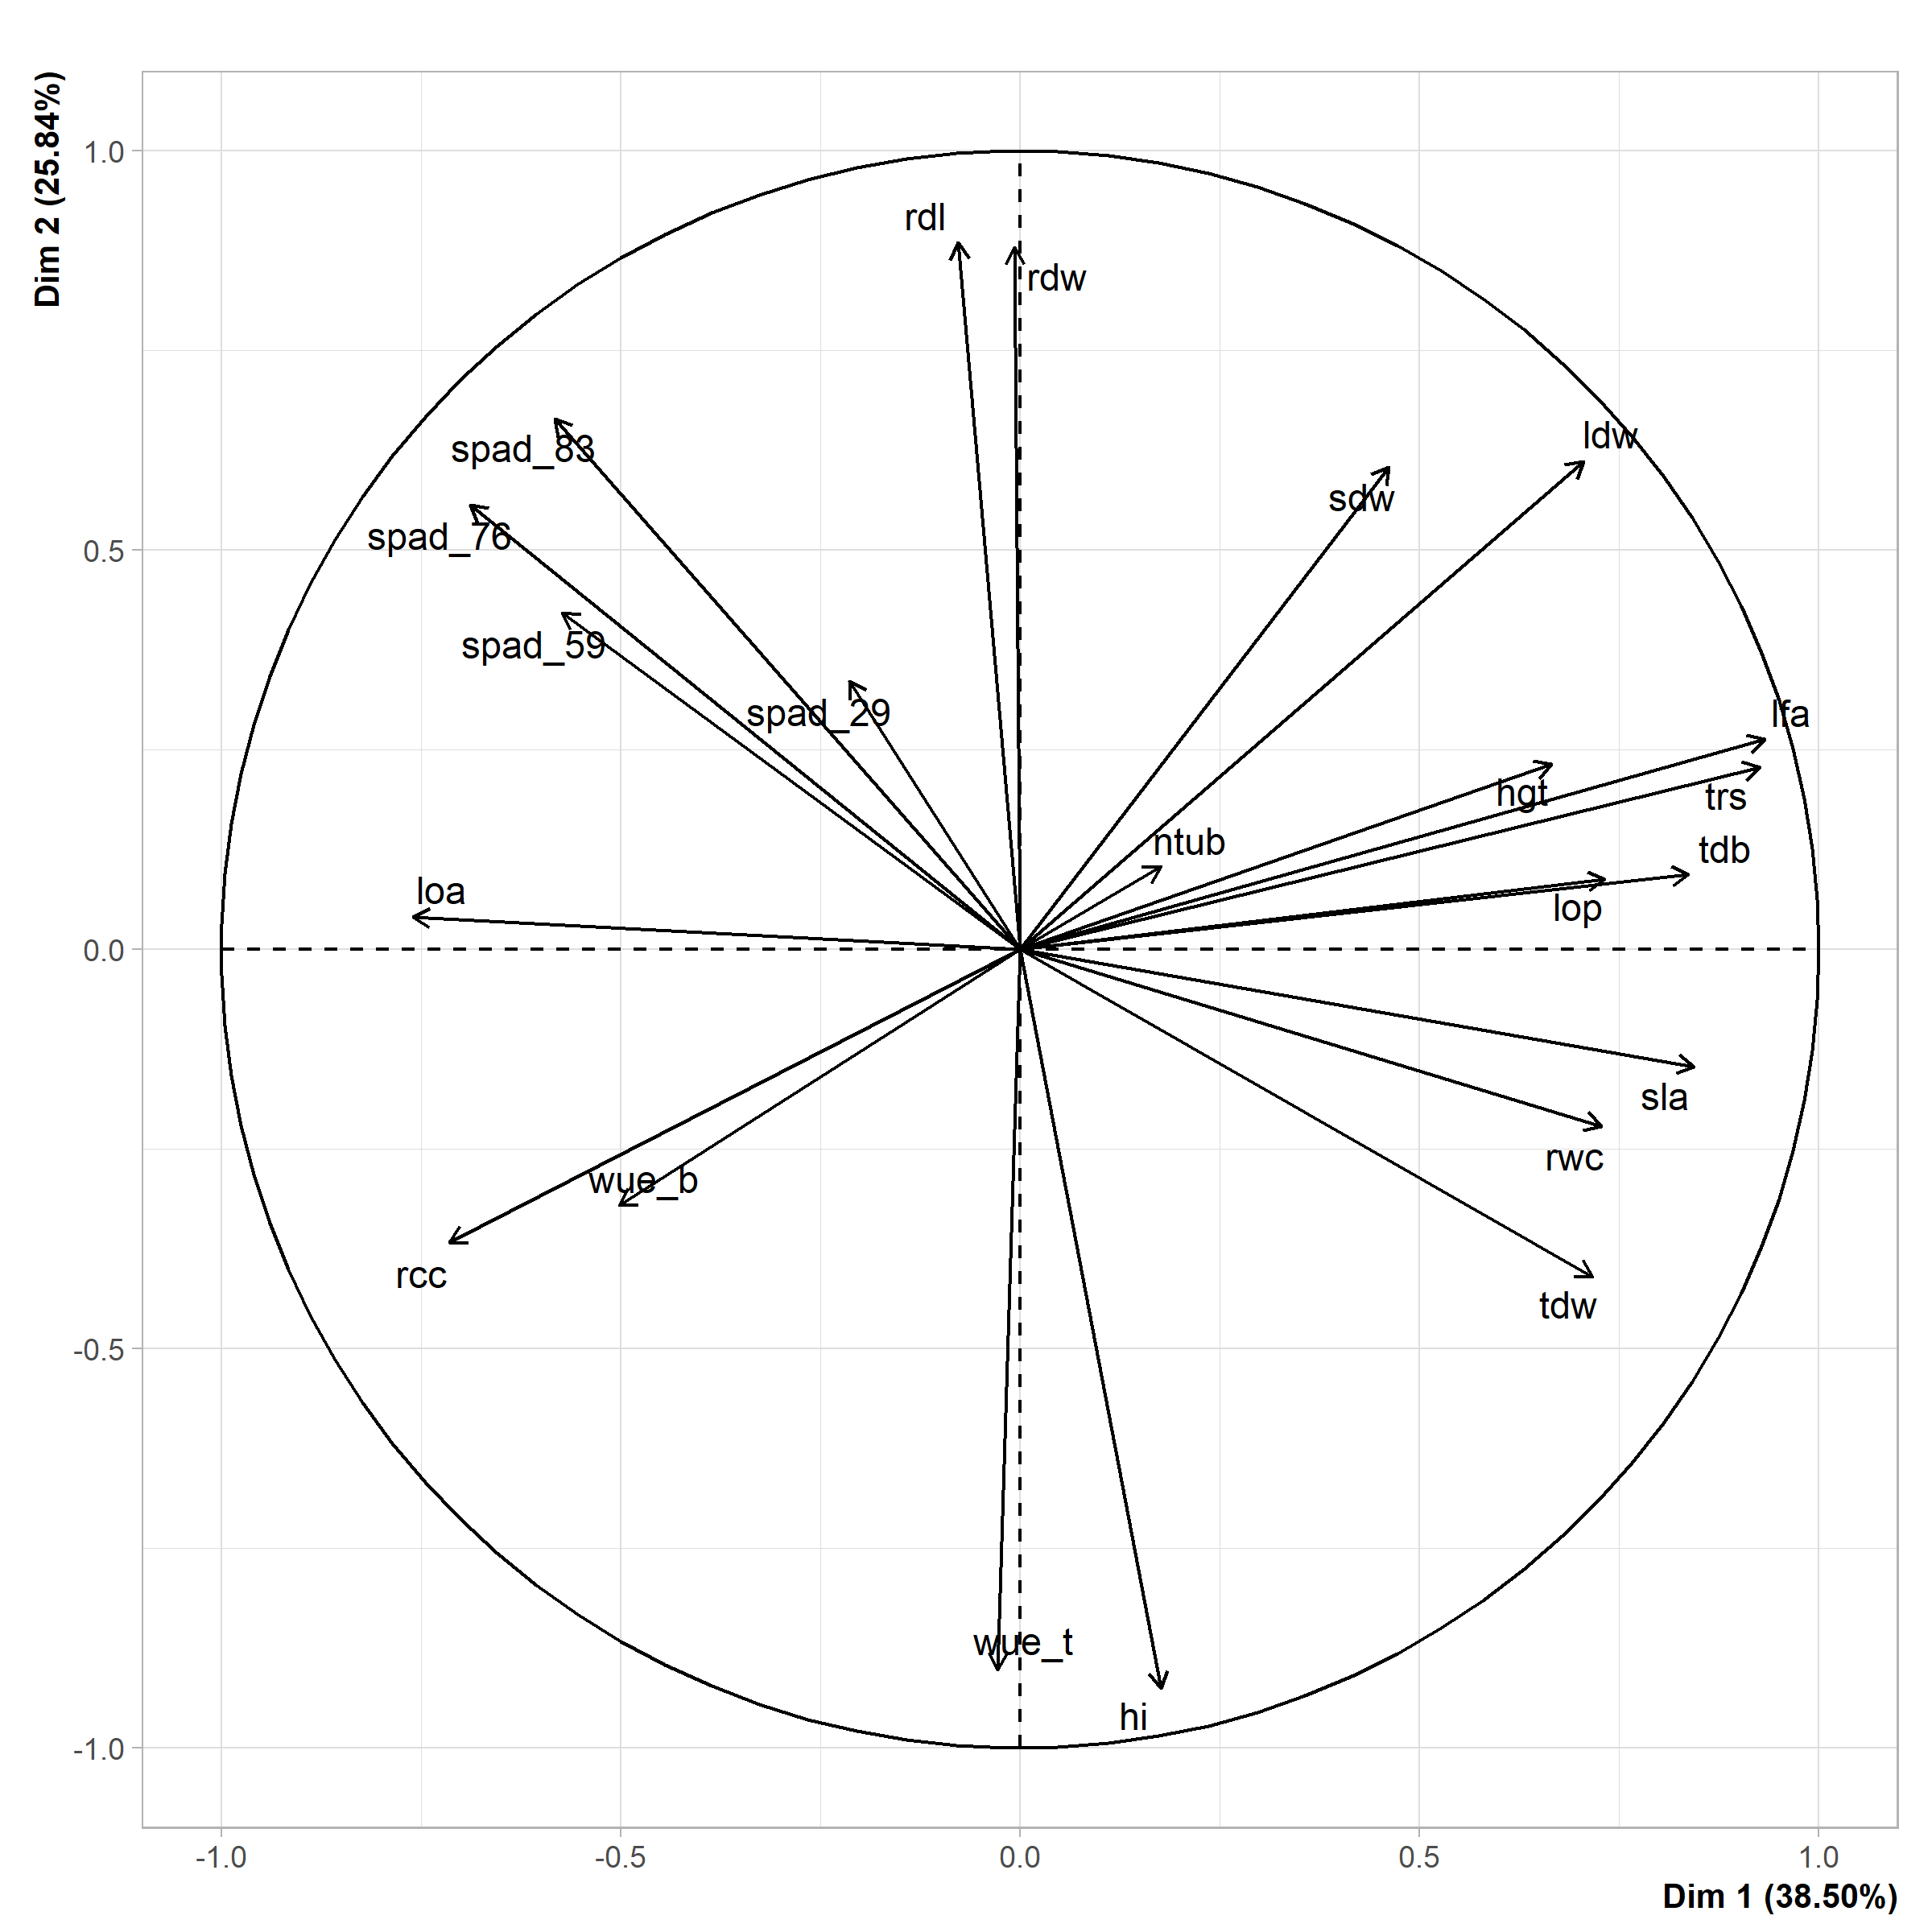 Dim 2 (25.84%)
1.0
0.5
0.0
-0.5
-1.0
rdl
rdw
ldw
spad_83
sdw
spad_76
spad_59
spad_29
lfa
hgt
trs
ntub
tdb
loa
lop
sla
rwc
wue_b
rcc
tdw
wue_t
hi
-1.0
-0.5
0.0
0.5
1.0
Dim 1 (38.50%)